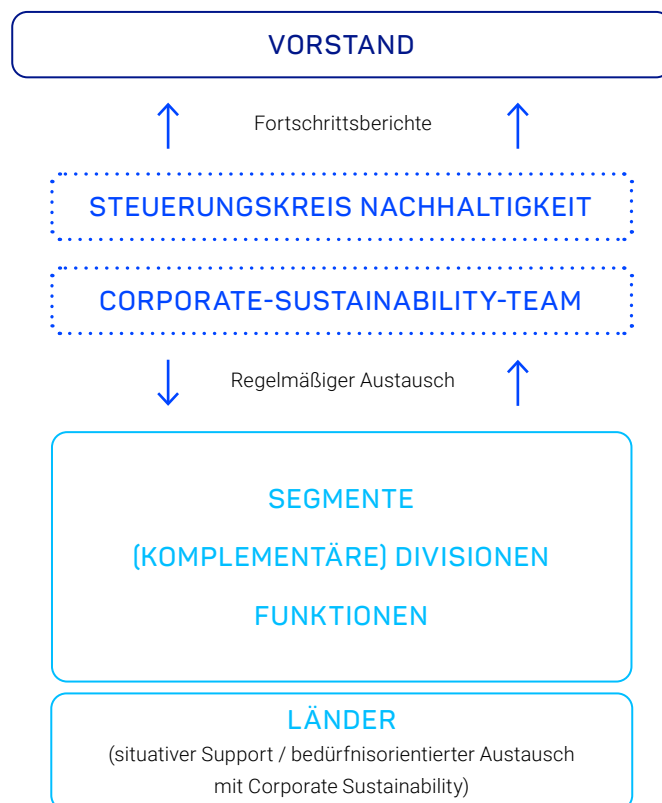 VORSTAND
Fortschrittsberichte
STEUERUNGSKREIS NACHHALTIGKEIT
CORPORATE-SUSTAINABILITY-TEAM
Regelmäßiger Austausch
SEGMENTE
(KOMPLEMENTÄRE) DIVISIONEN
FUNKTIONEN
LÄNDER
(situativer Support / bedürfnisorientierter Austausch
mit Corporate Sustainability)